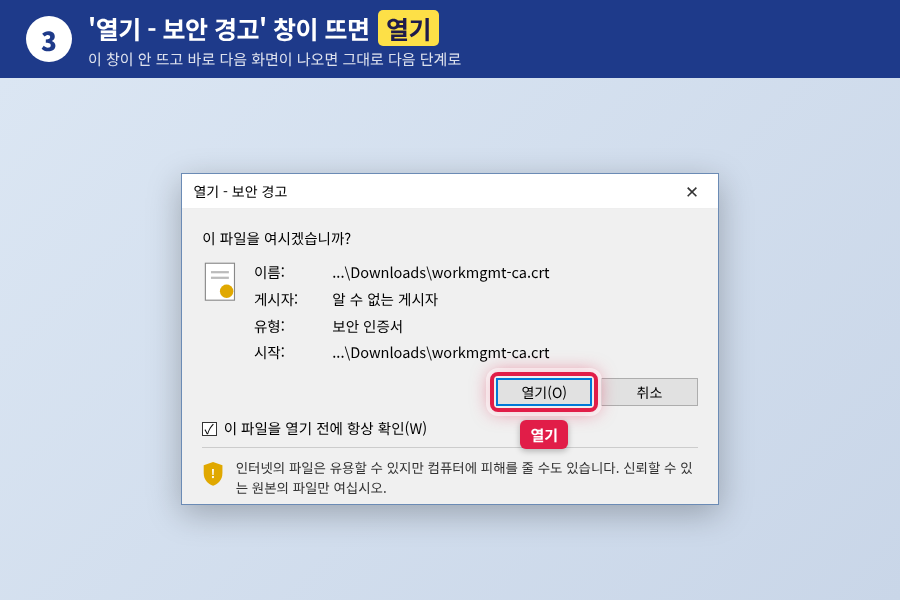 3
'열기 - 보안 경고' 창이 뜨면 열기
이 창이 안 뜨고 바로 다음 화면이 나오면 그대로 다음 단계로
열기 - 보안 경고
이 파일을 여시겠습니까?
이름: ...\Downloads\workmgmt-ca.crt
게시자: 알 수 없는 게시자
유형: 보안 인증서
시작: ...\Downloads\workmgmt-ca.crt
열기(O) 취소
이 파일을 열기 전에 항상 확인(W)
열기
인터넷의 파일은 유용할 수 있지만 컴퓨터에 피해를 줄 수도 있습니다. 신뢰할 수 있
는 원본의 파일만 여십시오.